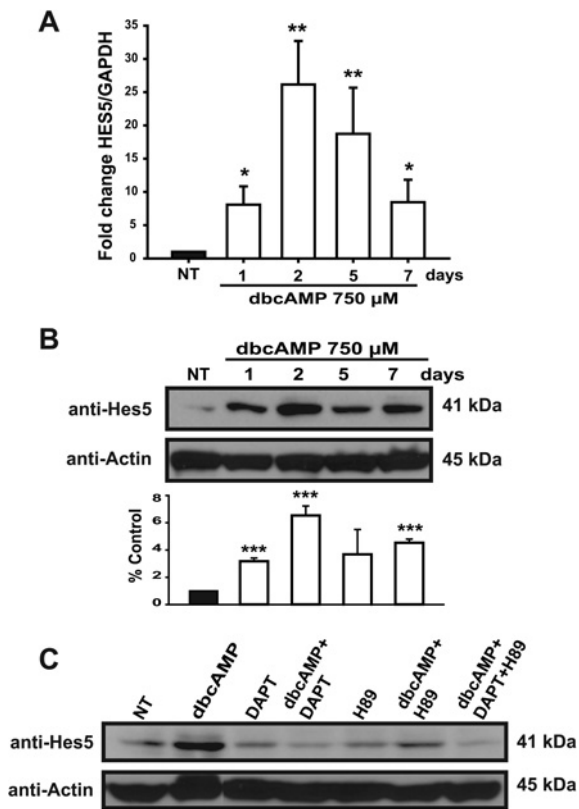 A
Fold change HES5/GAPDH
35
30
25
20
15
10
5
0
*
**
**
*
NT
1 2 5 7 days
dbcAMP 750 µM
B
dbcAMP 750 µM
NT 1 2 5 7 days
anti-Hes5 41 kDa
anti-Actin 45 kDa
% Control
8
6
4
2
0
***
***
***
C
NT
dbcAMP
DAPT
dbcAMP+
DAPT
H89
dbcAMP+
H89
dbcAMP+
DAPT+H89
anti-Hes5 41 kDa
anti-Actin 45 kDa